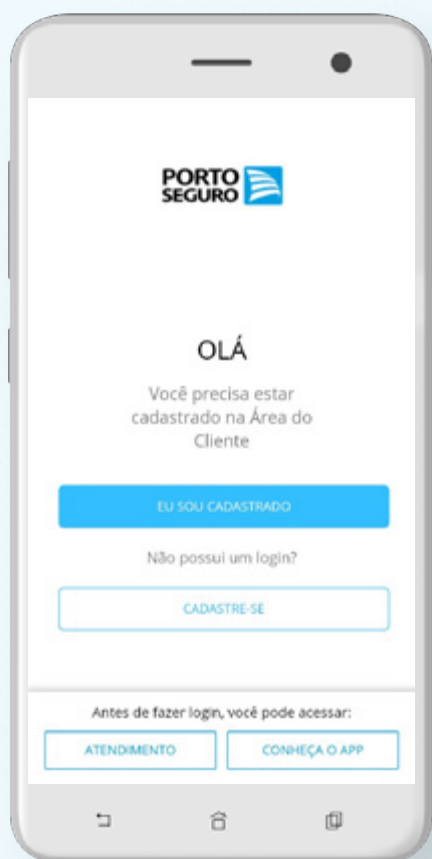 PORTO
SEGURO
OLÁ
Você precisa estar
cadastrado na Área do
Cliente
EU SOU CADASTRADO
Não possui um login?
CADASTRE-SE
Antes de fazer login, você pode acessar:
ATENDIMENTO
CONHEÇA O APP